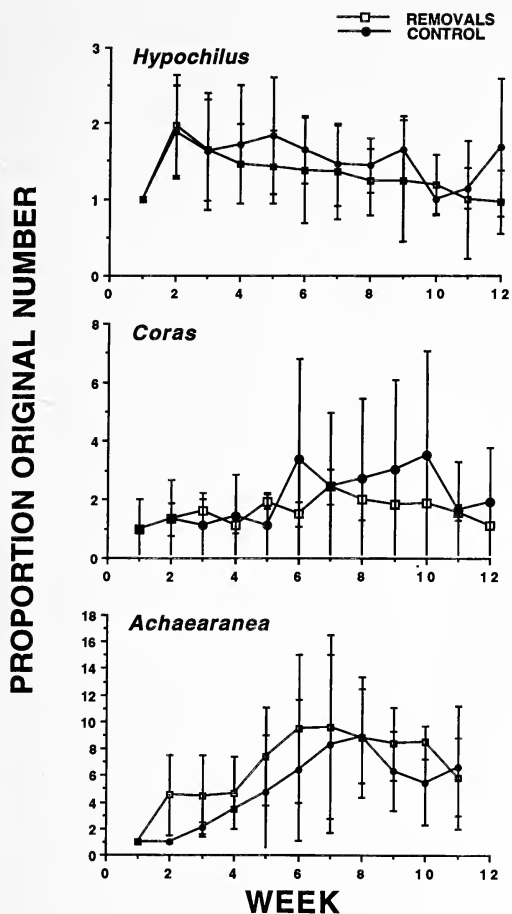 REMOVALS
CONTROL
PROPORTION ORIGINAL NUMBER
Hypochilus
3
2
1
0
0 2 4 6 8 10 12
Coras
8
6
4
2
0
0 2 4 6 8 10 12
Achaearanea
18
16
14
12
10
8
6
4
2
0
0 2 4 6 8 10 12
WEEK